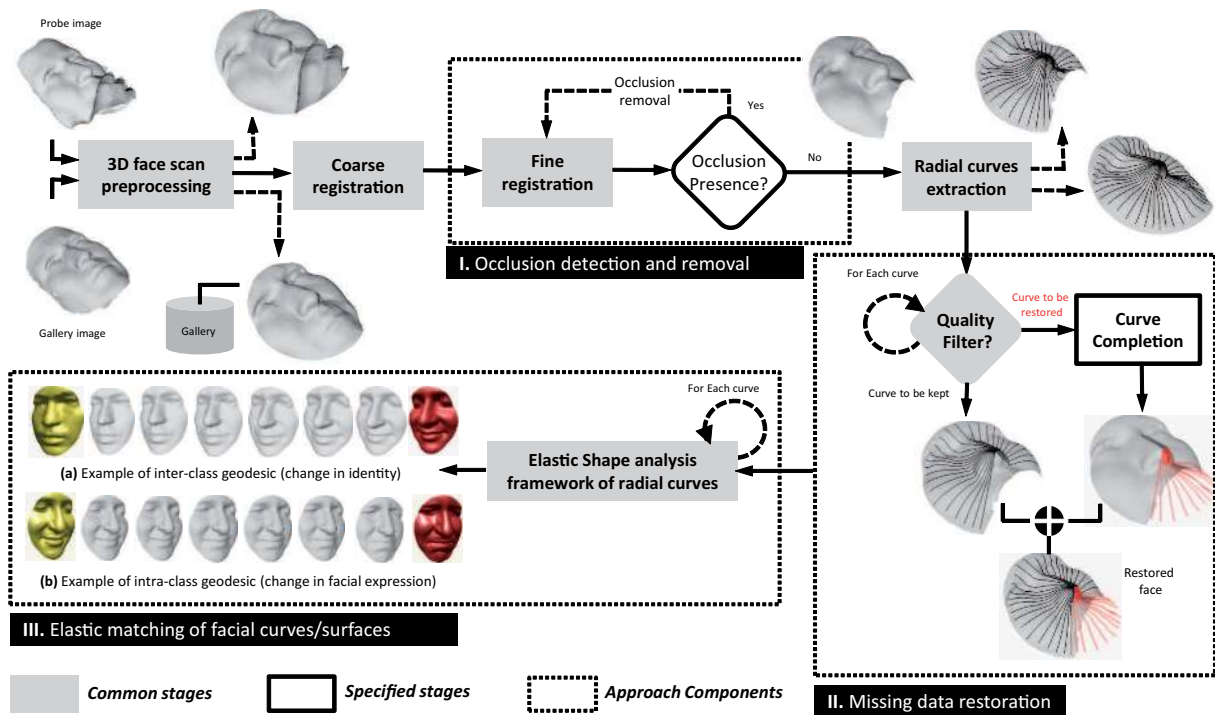 Probe image
3D face scan
preprocessing
Coarse
registration
Occlusion
removal
Yes
Fine
registration
Occlusion
Presence?
No
Radial curves
extraction
I. Occlusion detection and removal
Gallery image
Gallery
For Each curve
Quality
Filter?
Curve to be
restored
Curve
Completion
Curve to be kept
Restored
face
II. Missing data restoration
For Each curve
Elastic Shape analysis
framework of radial curves
(a) Example of inter-class geodesic (change in identity)
(b) Example of intra-class geodesic (change in facial expression)
III. Elastic matching of facial curves/surfaces
Common stages
Specified stages
Approach Components